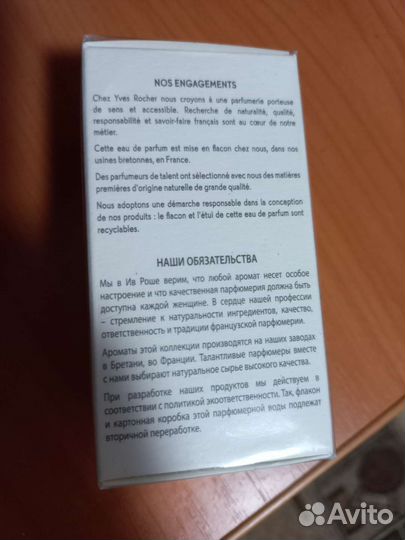 NOS ENGAGEMENTS
Chez Yves Rocher nous croyons à une parfumerie porteuse
de sens et accessible. Recherche de naturalité, qualité,
responsabilité et savoir-faire français sont au cœur de notre
métier.
Cette eau de parfum est mise en flacon chez nous, dans nos
usines bretonnes, en France.
Des parfumeurs de talent ont sélectionné avec nous des matières
premières d'origine naturelle de grande qualité.
Nous adoptons une démarche responsable dans la conception
de nos produits : le flacon et l'étui de cette eau de parfum sont
recyclables.
НАШИ ОБЯЗАТЕЛЬСТВА
Мы в Ив Роше верим, что любой аромат несет особое
настроение и что качественная парфюмерия должна быть
доступна каждой женщине. В сердце нашей профессии
– стремление к натуральности ингредиентов, качество,
ответственность и традиции французской парфюмерии.
Ароматы этой коллекции производятся на наших заводах
в Бретани, во Франции. Талантливые парфюмеры вместе
с нами выбирают натуральное сырье высокого качества.
При разработке наших продуктов мы действуем в
соответствии с политикой экоответственности. Так, флакон
и картонная коробка этой парфюмерной воды подлежат
вторичной переработке.
Avito